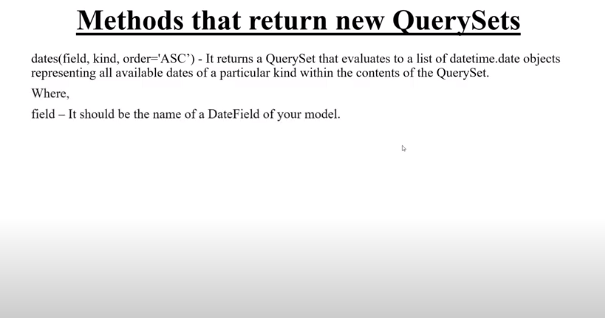 Methods that return new QuerySets
dates(field, kind, order='ASC’) - It returns a QuerySet that evaluates to a list of datetime.date objects
representing all available dates of a particular kind within the contents of the QuerySet.
Where,
field – It should be the name of a DateField of your model.